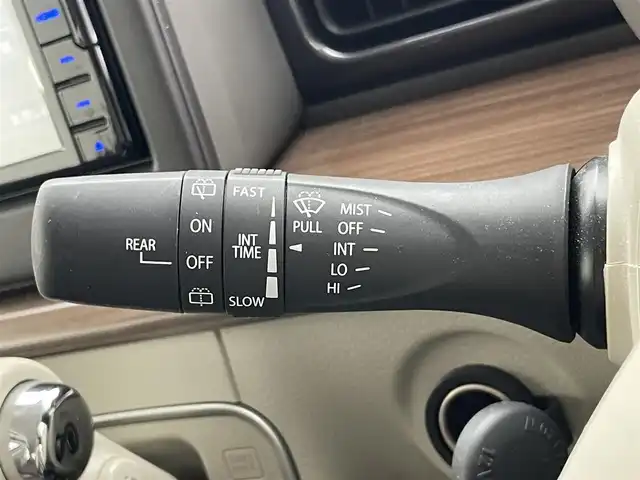 REAR
ON
OFF
FAST
INT
TIME
SLOW
PULL
MIST
OFF
INT
LO
HI